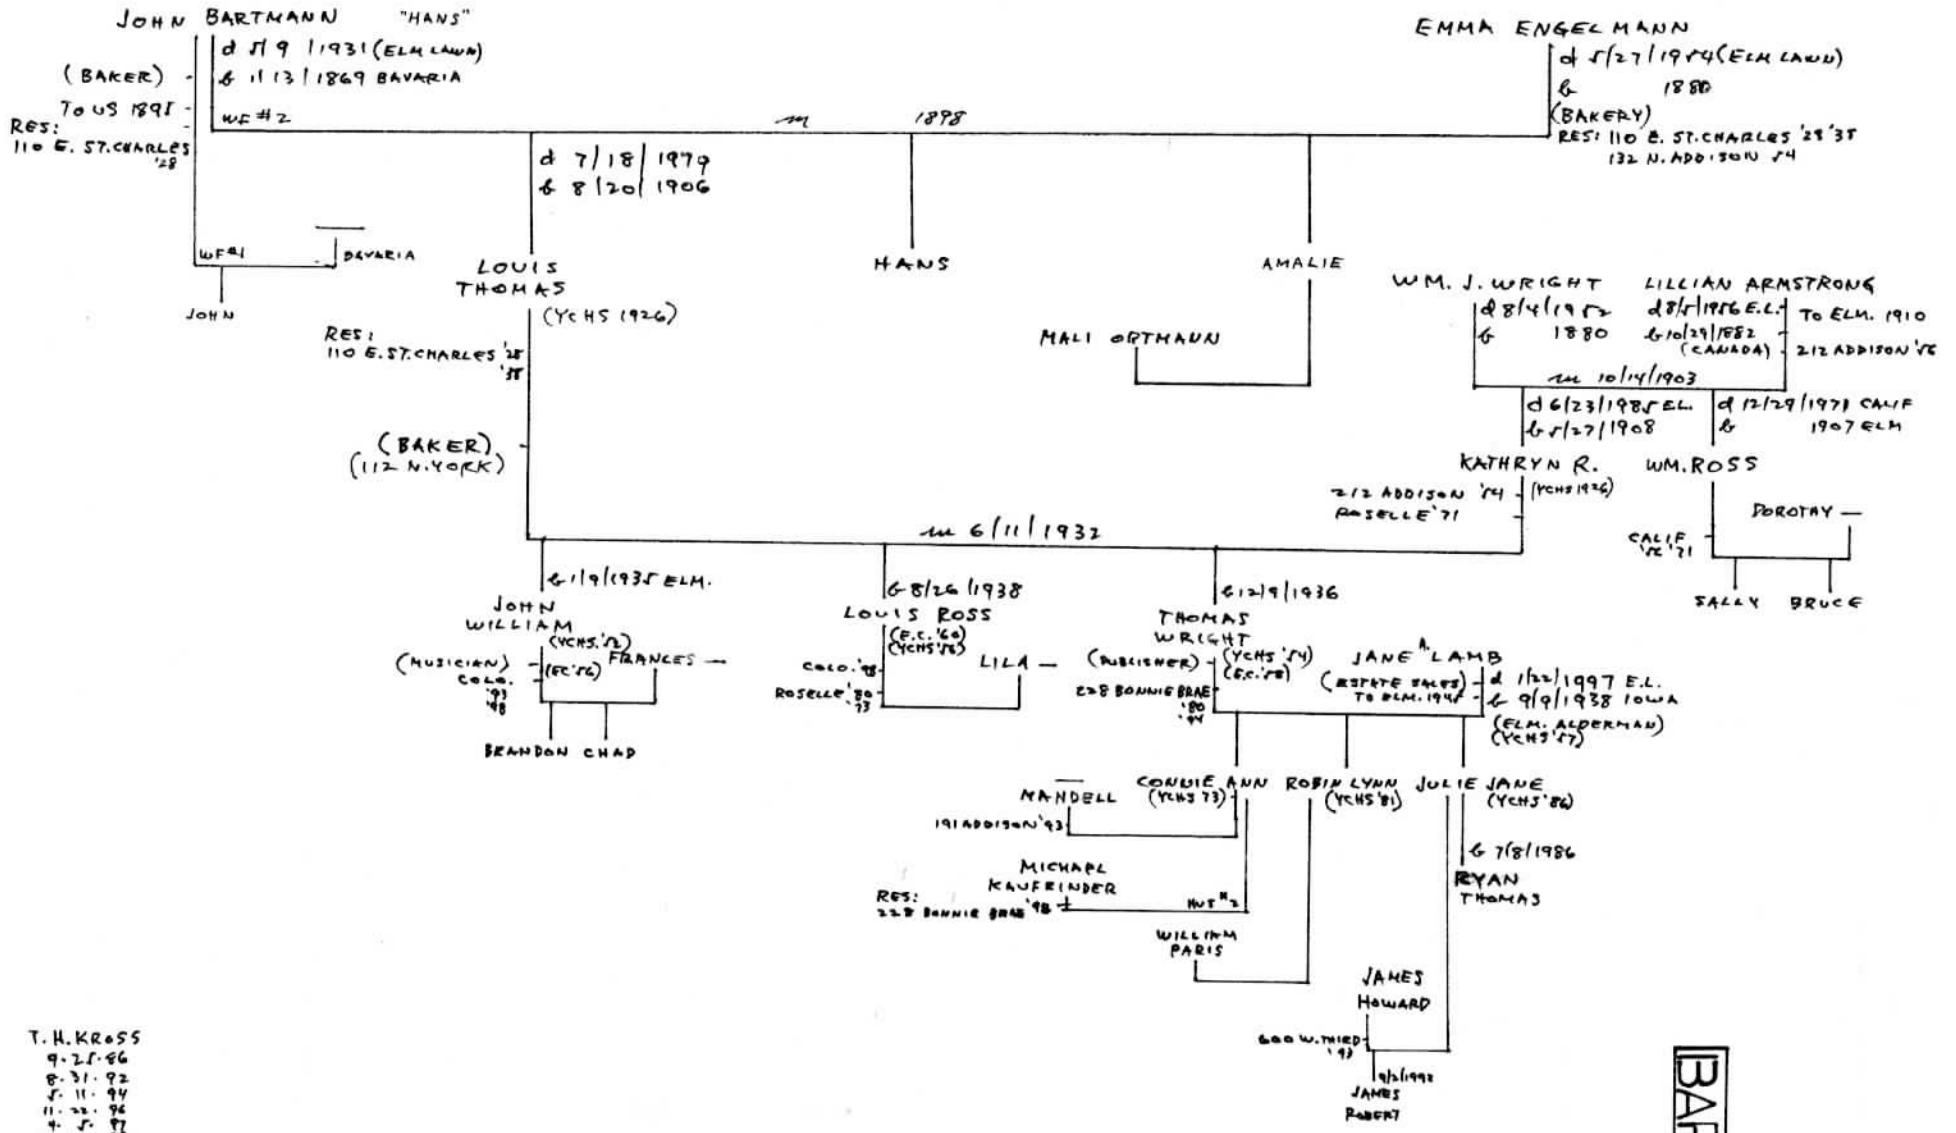 JOHN BARTMANN "HANS"
d 5/9/1931 (ELM LAWN)
b 1/13/1869 BAVARIA
(BAKER)
TO US 1895
RES:
110 E. ST. CHARLES
'28
WF #2
m 1898
EMMA ENGELMANN
d 5/27/1954 (ELM LAWN)
b 1880
(BAKERY)
RES: 110 E. ST. CHARLES '28 '38
132 N. ADDISON 54
WF #1
BAVARIA
JOHN
d 7/18/1979
b 8/20/1906
LOUIS
THOMAS
(YCHS 1926)
HANS
AMALIE
MALI ORTMANN
RES:
110 E. ST. CHARLES '28
'38
(BAKER)
(112 N. YORK)
WM. J. WRIGHT
d 8/4/1952
b 1880
LILLIAN ARMSTRONG
d 8/5/1956 E.L.
b 10/29/1882
(CANADA)
TO ELM. 1910
212 ADDISON '56
m 10/14/1903
d 6/23/1985 EL.
b 5/27/1908
KATHRYN R.
(YCHS 1926)
212 ADDISON '54
ROSELLE '71
d 12/29/1971 CALIF
b 1907 ELM
WM. ROSS
DOROTHY —
CALIF
'56 '71
SALLY BRUCE
m 6/11/1932
b 1/9/1935 ELM.
JOHN
WILLIAM
(YCHS. '52)
(MUSICIAN)
(EC '56)
COLO.
'93
'98
FRANCES —
BRANDON CHAD
b 8/26/1938
LOUIS ROSS
(E.C. '60)
(YCHS '56)
COLO. '98
ROSELLE '80
'73
LILA —
b 12/9/1936
THOMAS
WRIGHT
(PUBLISHER)
(YCHS '54)
(E.C. '58)
228 BONNIE BRAE
'80
'94
JANE A. LAMB
(ESTATE SALES)
TO ELM. 1945
d 1/22/1997 E.L.
b 9/9/1938 IOWA
(ELM. ALDERMAN)
(YCHS '57)
CONNIE ANN
(YCHS 73)
ROBIN LYNN
(YCHS '81)
JULIE JANE
(YCHS '86)
— MANDELL
191 ADDISON '93
MICHAEL
KAUFRINDER
RES:
228 BONNIE BRAE '98
HUS #2
WILLIAM
PARIS
b 7/8/1986
RYAN
THOMAS
JAMES
HOWARD
600 W. THIRD
'93
9/2/1992
JAMES
ROBERT
T. H. KROSS
9.25.86
8.31.92
5.11.94
11.22.96
4.5.97
BAR